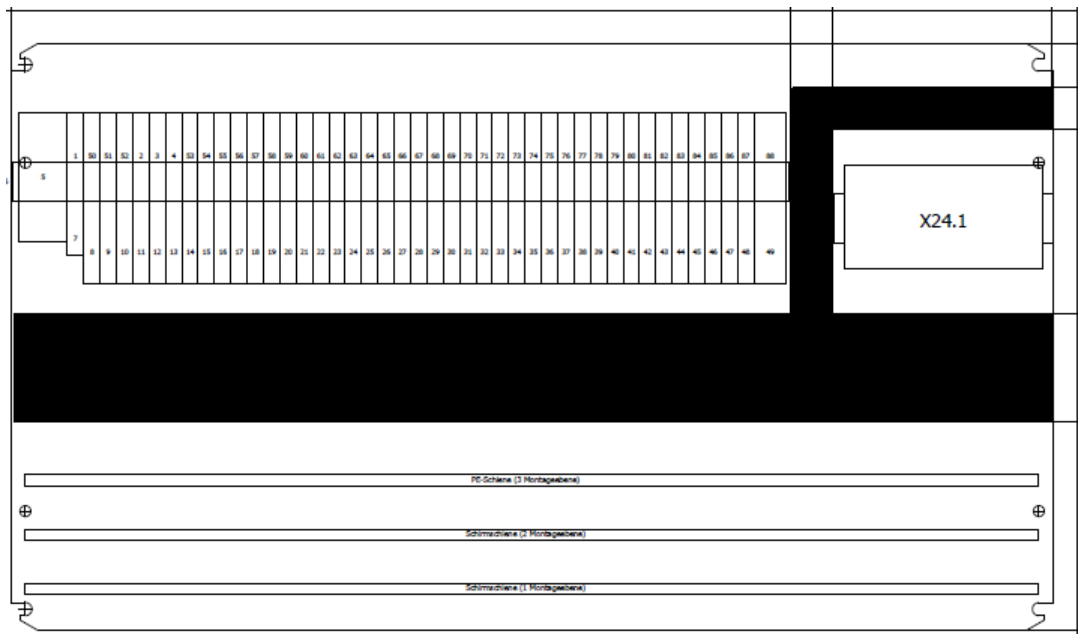 1 50 51 52 2 3 4 53 54 55 56 57 58 59 60 61 62 63 64 65 66 67 68 69 70 71 72 73 74 75 76 77 78 79 80 81 82 83 84 85 86 87 88
5
X24.1
7
8 9 10 11 12 13 14 15 16 17 18 19 20 21 22 23 24 25 26 27 28 29 30 31 32 33 34 35 36 37 38 39 40 41 42 43 44 45 46 47 48 49
PE-Schiene (3 Montageebene)
Schirmschiene (2 Montageebene)
Schirmschiene (1 Montageebene)